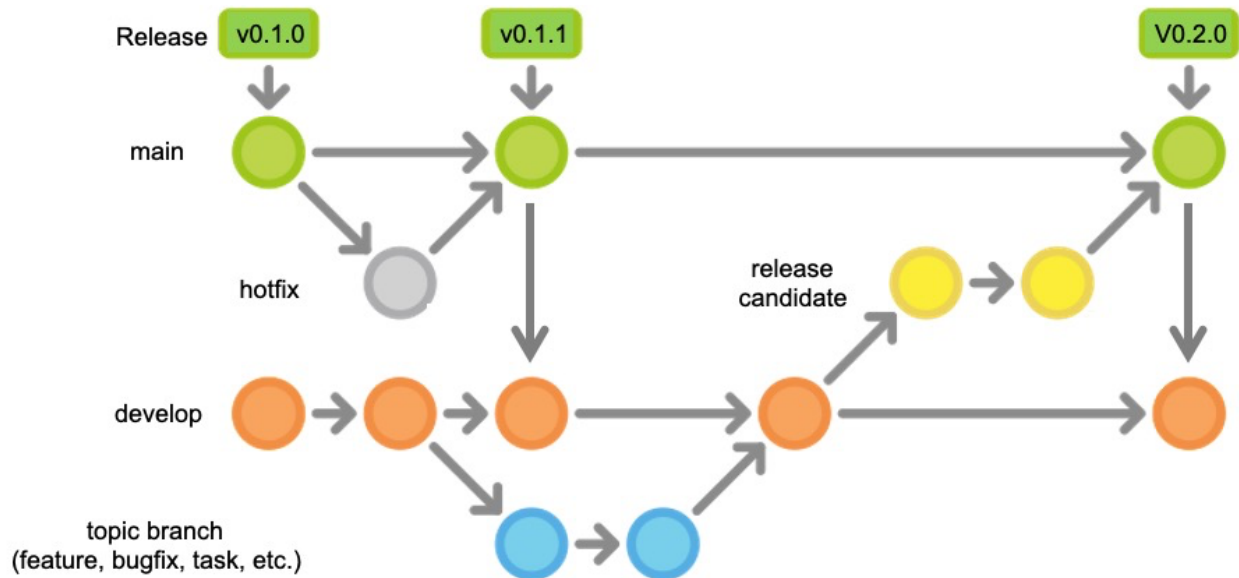 Release
v0.1.0
v0.1.1
V0.2.0
main
hotfix
release
candidate
develop
topic branch
(feature, bugfix, task, etc.)